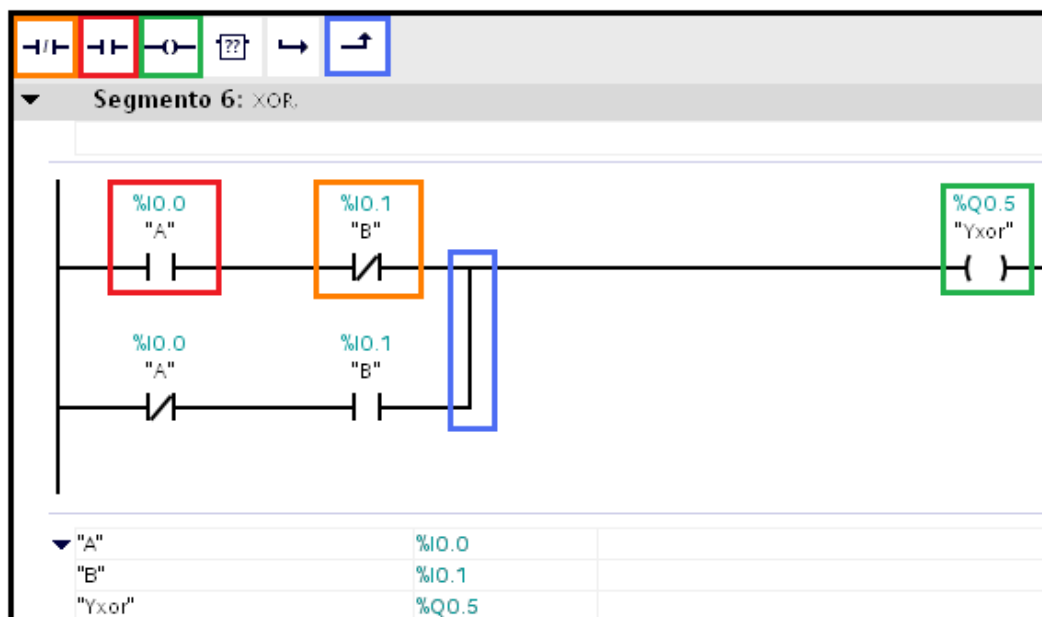 ??
Segmento 6: XOR
%I0.0 %I0.1 %Q0.5
"A" "B" "Yxor"
%I0.0 %I0.1
"A" "B"
"A" %I0.0
"B" %I0.1
"Yxor" %Q0.5